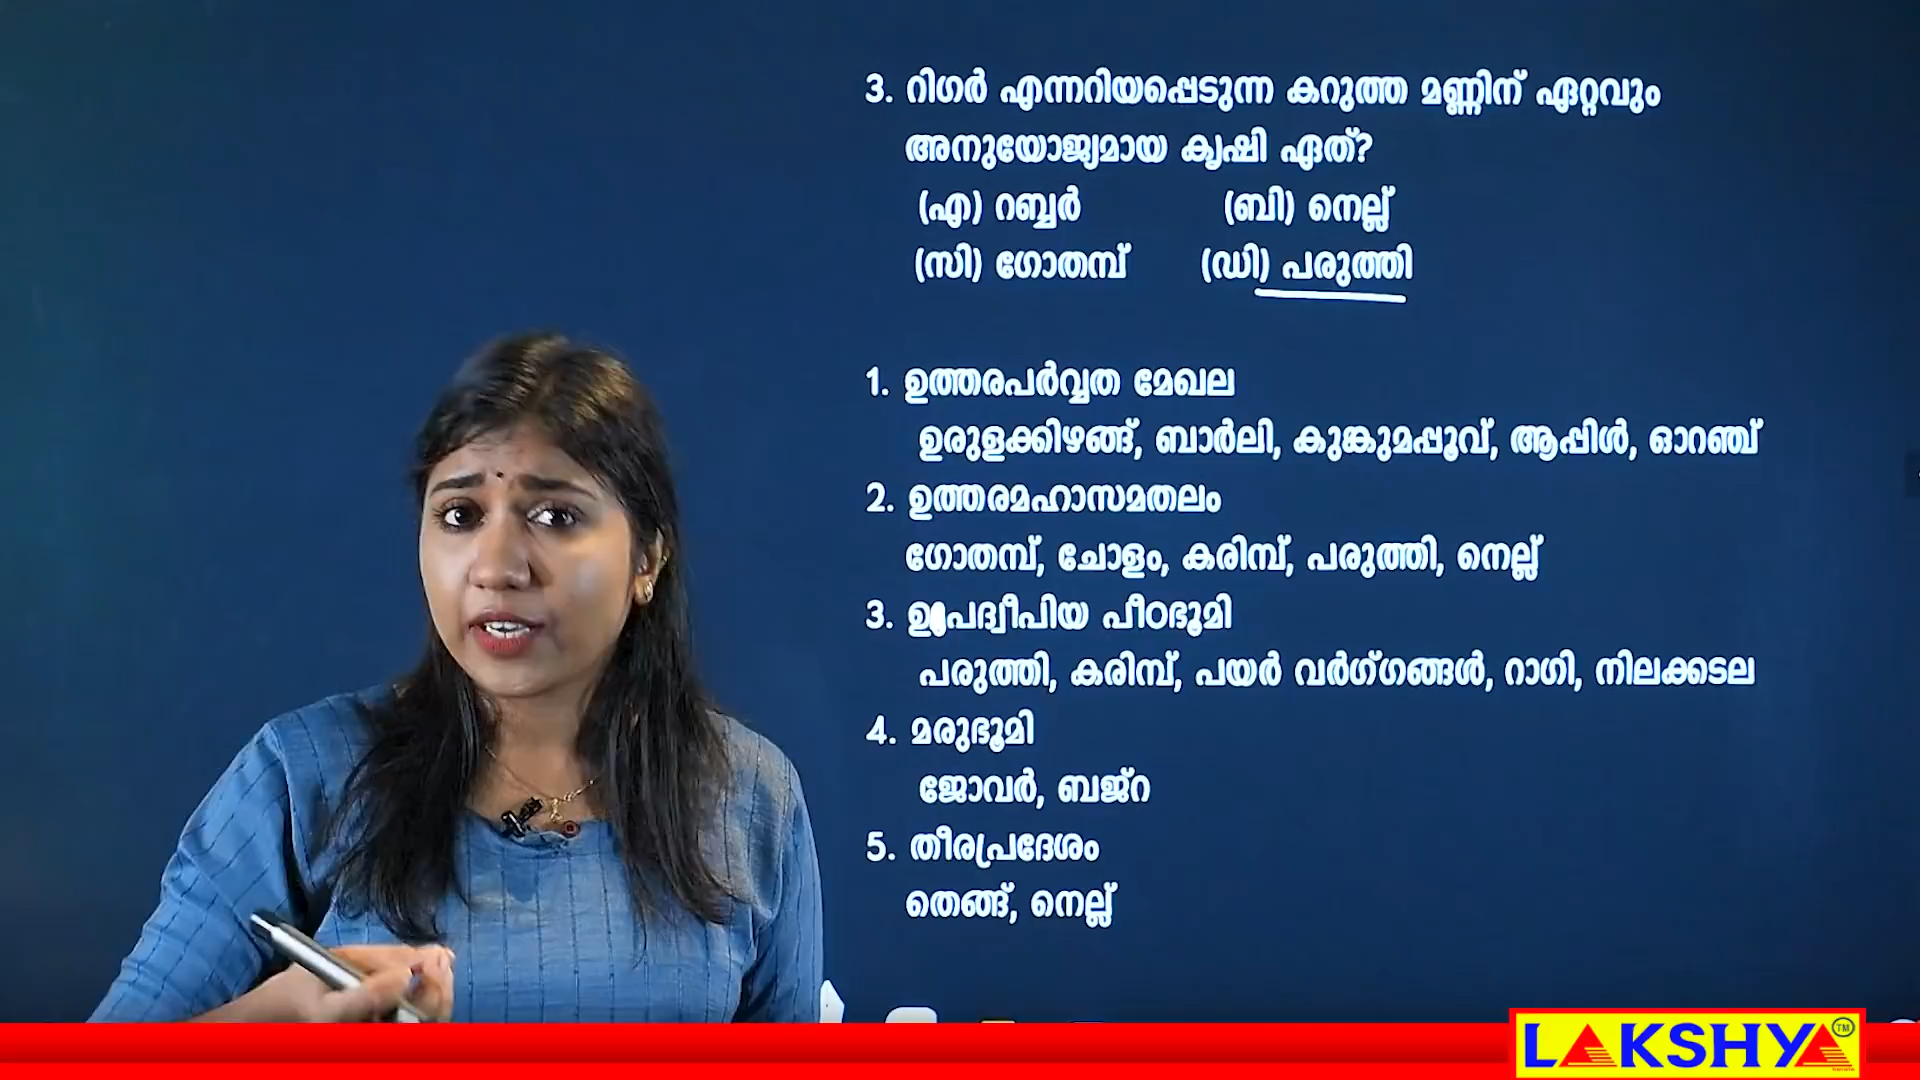 3. റിഗർ എന്നറിയപ്പെടുന്ന കറുത്ത മണ്ണിന് ഏറ്റവും
അനുയോജ്യമായ കൃഷി ഏത്?
(എ) റബ്ബർ (ബി) നെല്ല്
(സി) ഗോതമ്പ് (ഡി) പരുത്തി
1. ഉത്തരപർവ്വത മേഖല
ഉരുളക്കിഴങ്ങ്, ബാർലി, കുങ്കുമപ്പൂവ്, ആപ്പിൾ, ഓറഞ്ച്
2. ഉത്തരമഹാസമതലം
ഗോതമ്പ്, ചോളം, കരിമ്പ്, പരുത്തി, നെല്ല്
3. ഉപദ്വീപിയ പീഠഭൂമി
പരുത്തി, കരിമ്പ്, പയർ വർഗ്ഗങ്ങൾ, റാഗി, നിലക്കടല
4. മരുഭൂമി
ജോവർ, ബജ്റ
5. തീരപ്രദേശം
തെങ്ങ്, നെല്ല്
LAKSHYA TM